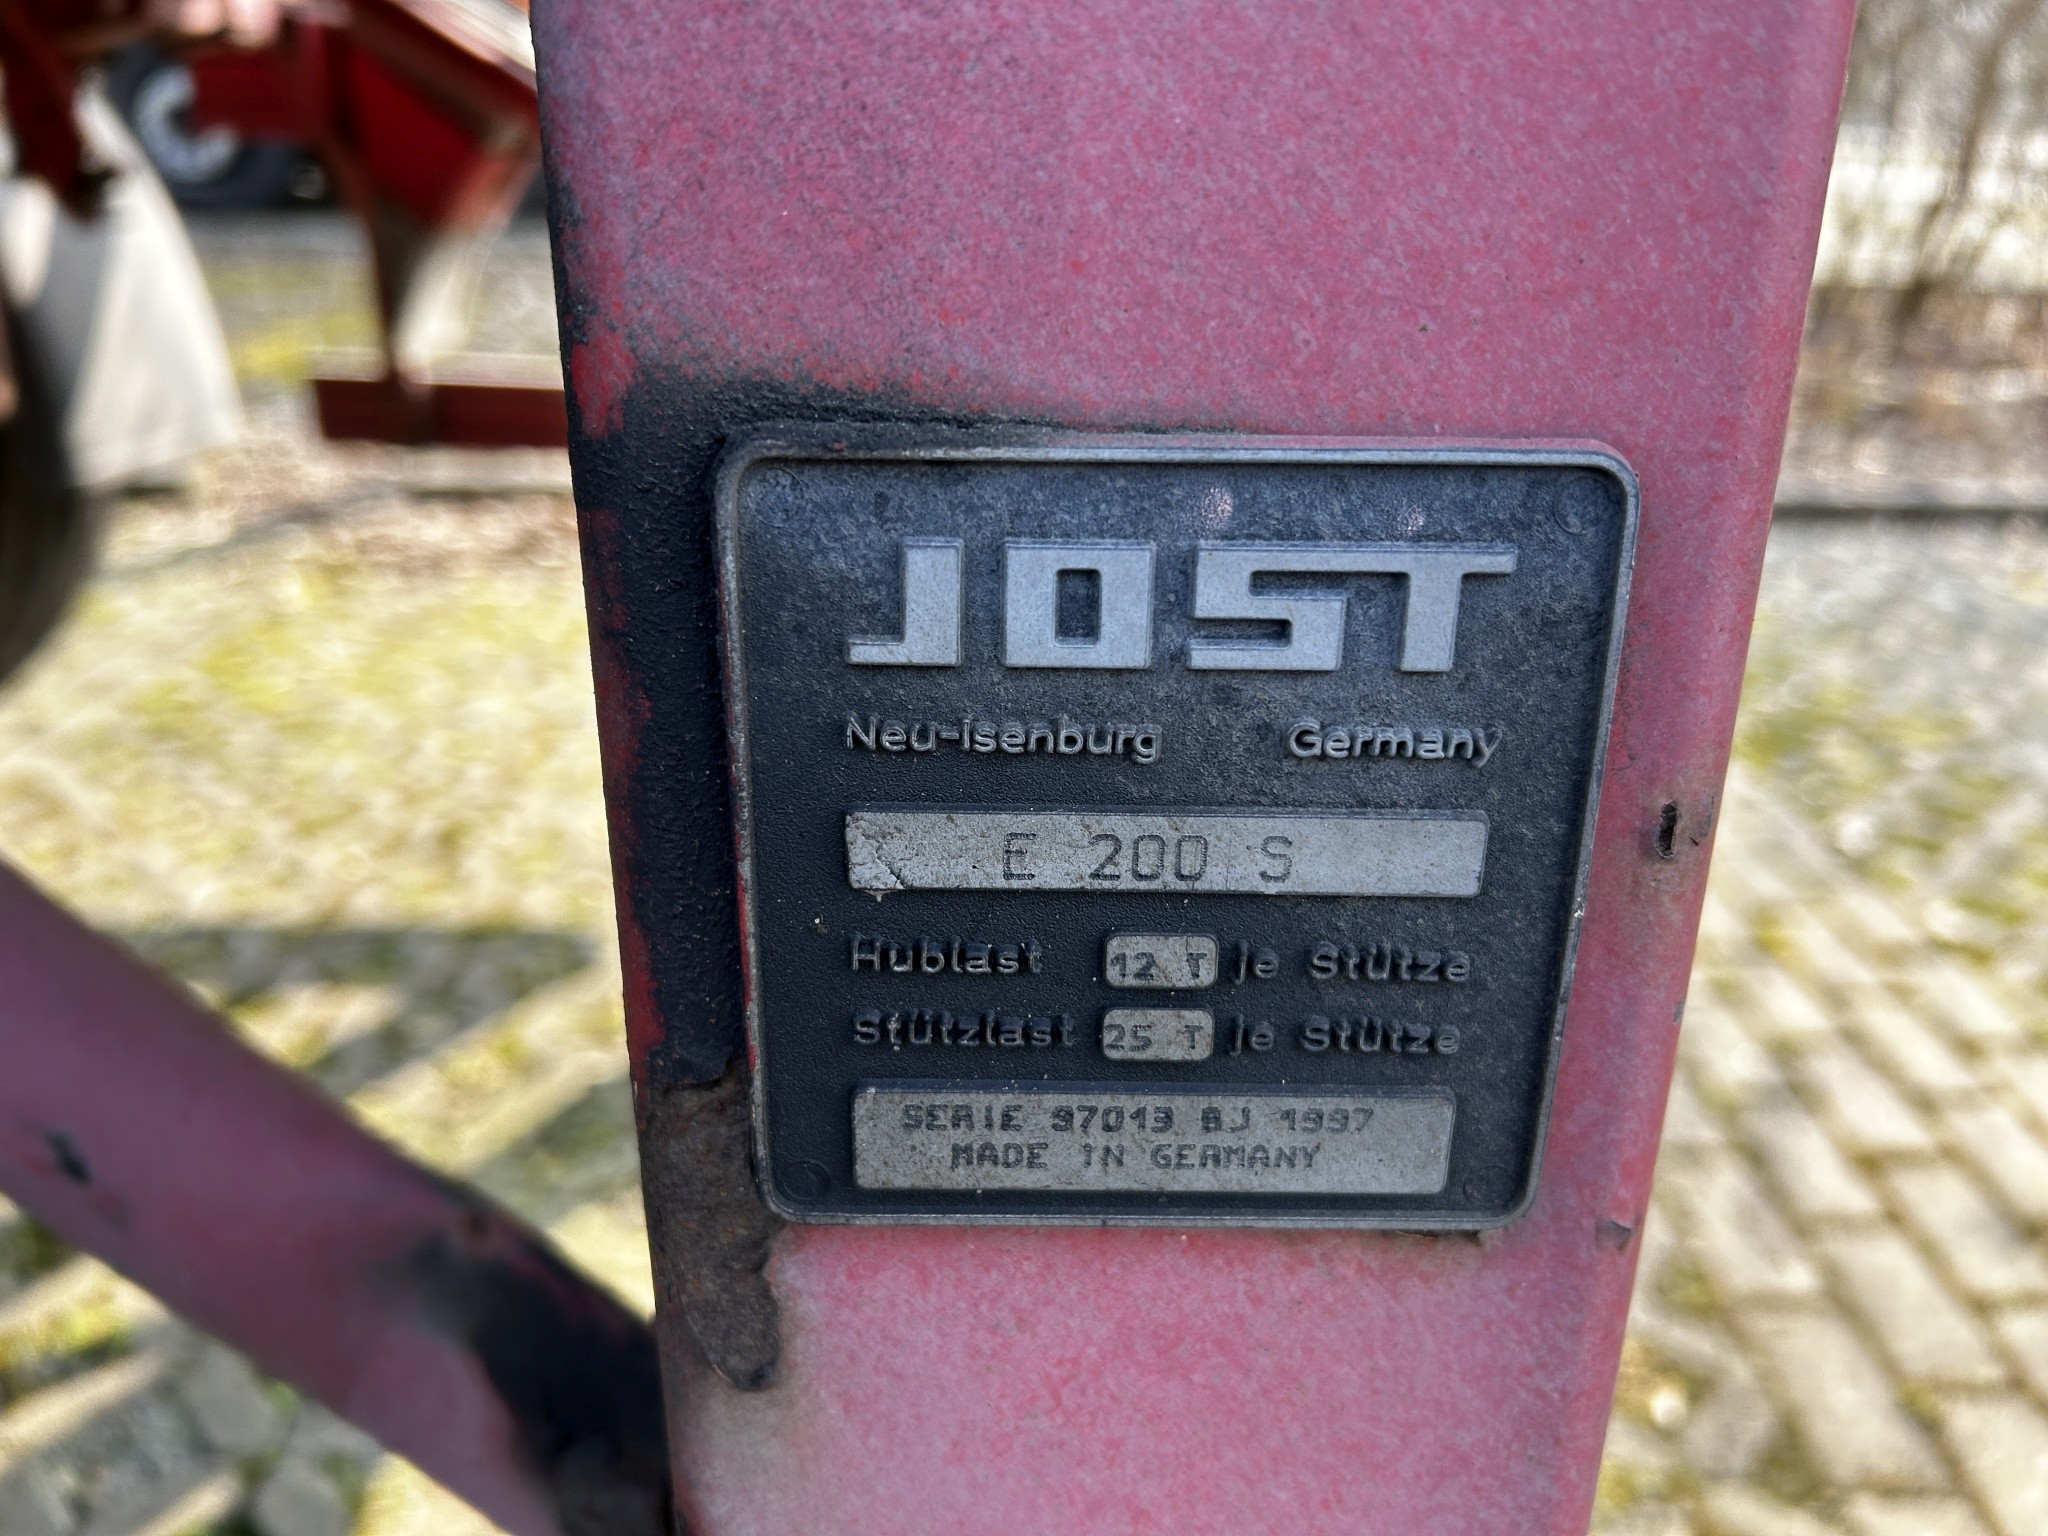 JOST
Neu-Isenburg Germany
E 200 S
Hublast 12 T je Stütze
Stützlast 25 T je Stütze
SERIE 97013 BJ 1997
MADE IN GERMANY